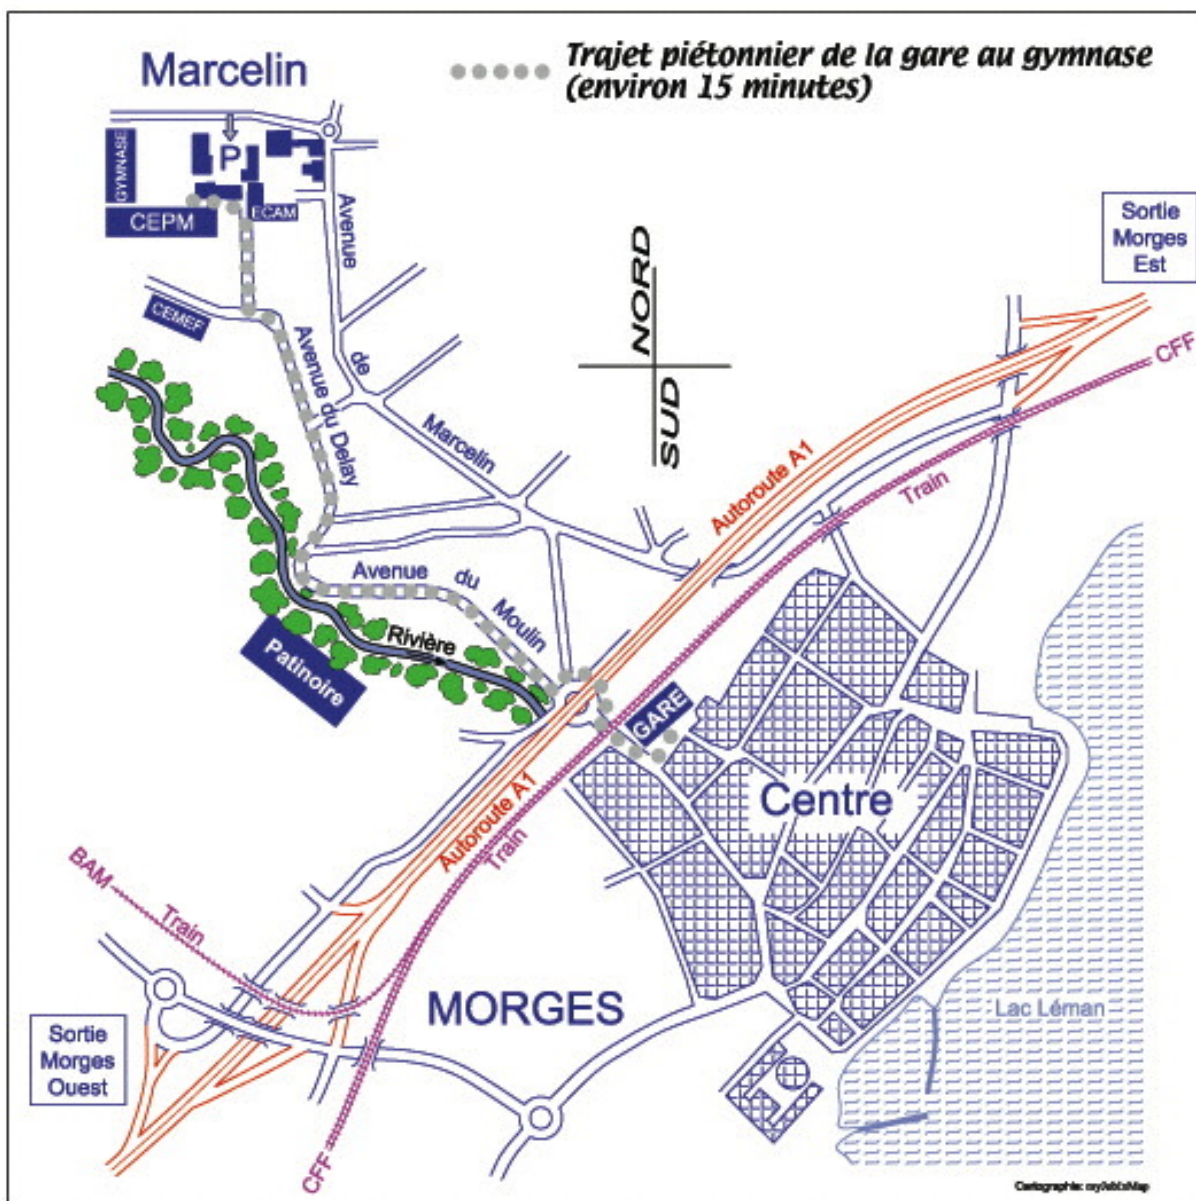 Marcelin
Trajet piétonnier de la gare au gymnase
(environ 15 minutes)
GYMNASE
P
CEPM
ECAM
Avenue
de
Marcelin
CEMEF
Avenue du Delay
NORD
SUD
Sortie
Morges
Est
CFF
Autoroute A1
Train
Avenue
du
Moulin
Rivière
Patinoire
GARE
Centre
Autoroute A1
Train
BAM
Train
MORGES
Lac Léman
Sortie
Morges
Ouest
CFF
Cartographie: